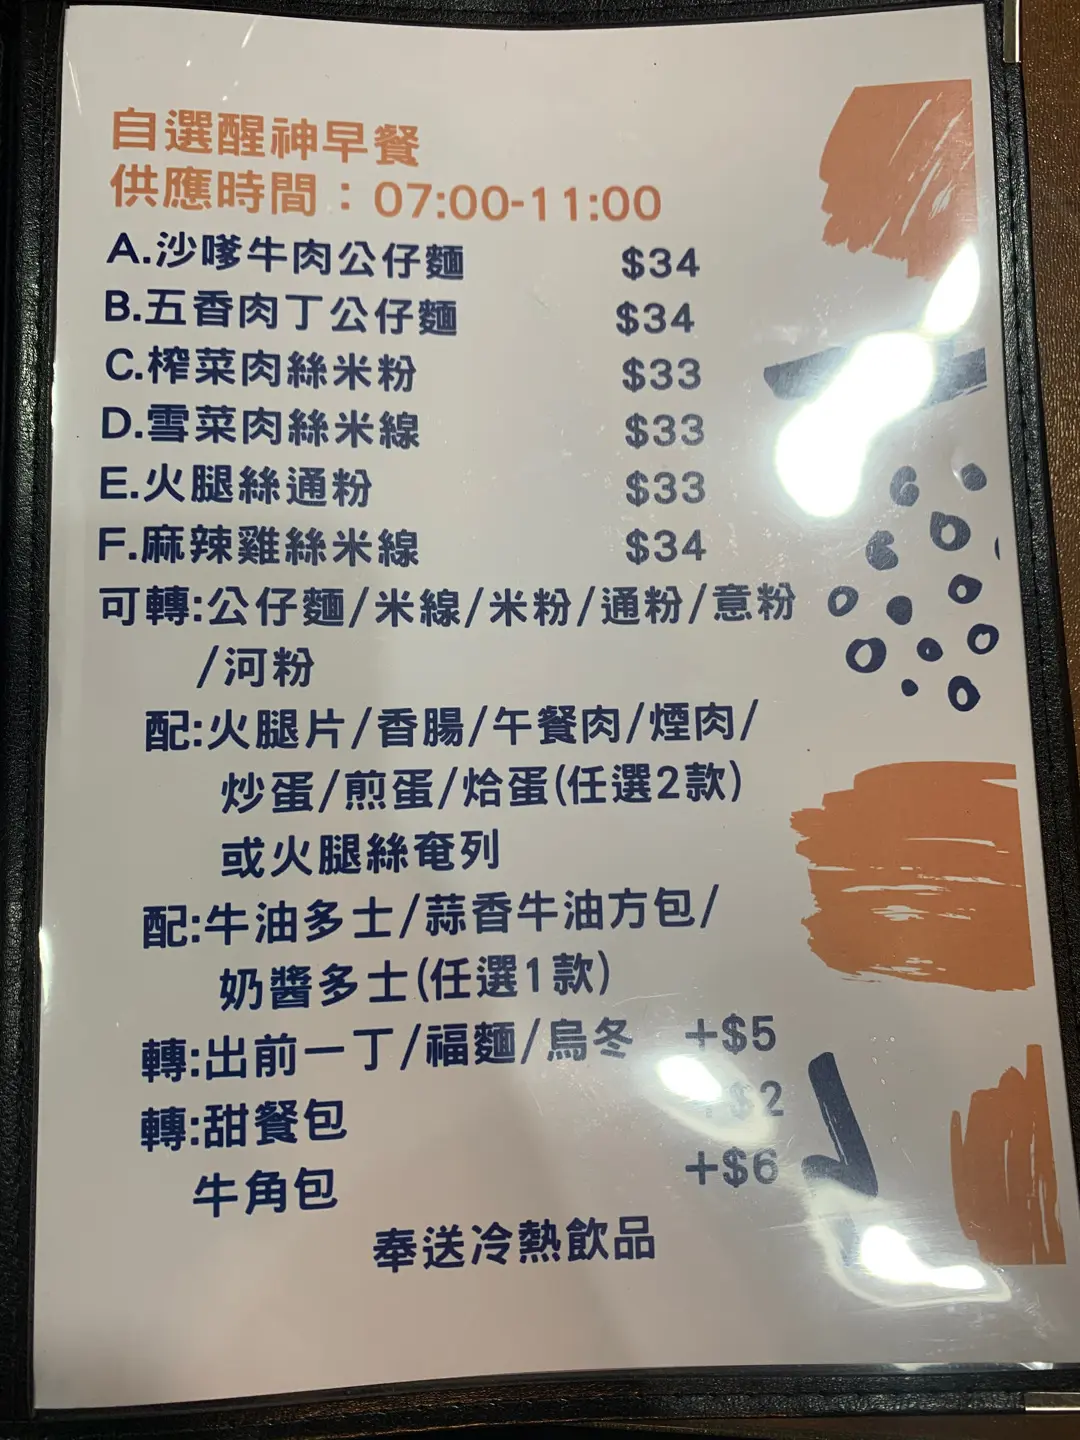 自選醒神早餐
供應時間：07:00-11:00
A.沙嗲牛肉公仔麵 $34
B.五香肉丁公仔麵 $34
C.榨菜肉絲米粉 $33
D.雪菜肉絲米線 $33
E.火腿絲通粉 $33
F.麻辣雞絲米線 $34
可轉:公仔麵/米線/米粉/通粉/意粉
/河粉
配:火腿片/香腸/午餐肉/煙肉/
炒蛋/煎蛋/烚蛋(任選2款)
或火腿絲奄列
配:牛油多士/蒜香牛油方包/
奶醬多士(任選1款)
轉:出前一丁/福麵/烏冬 +$5
轉:甜餐包 +$2
牛角包 +$6
奉送冷熱飲品